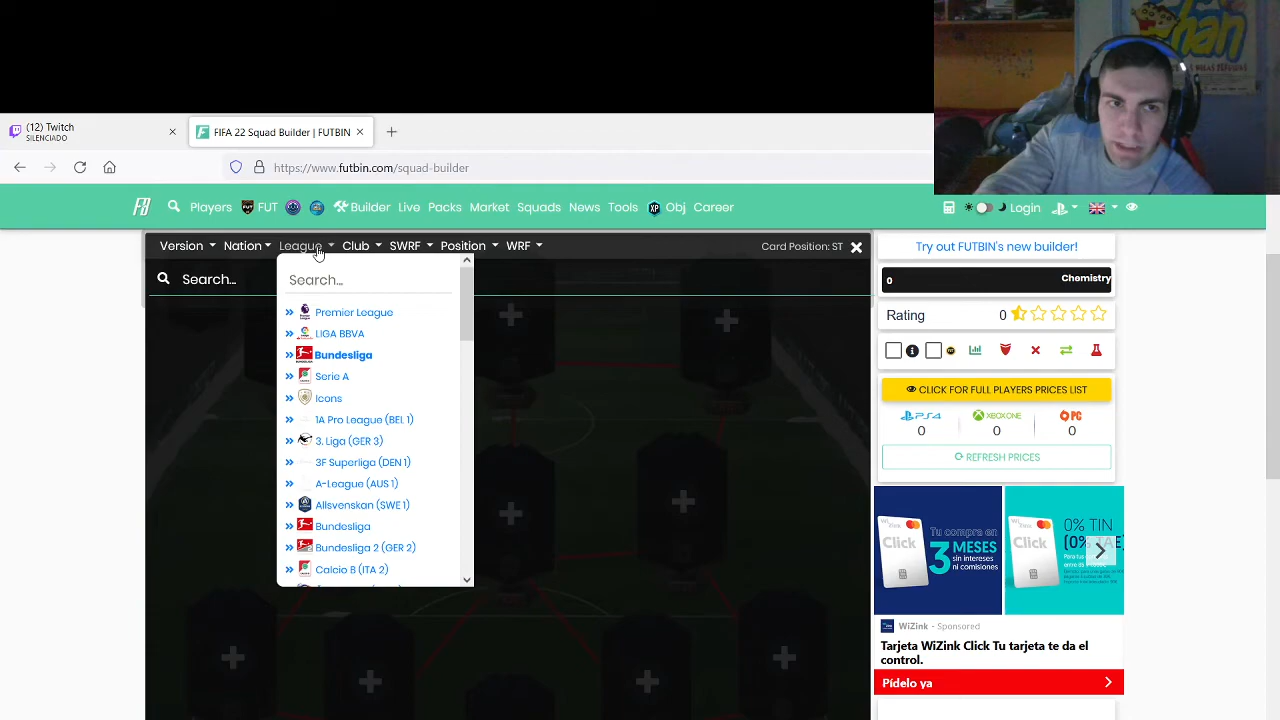 (12) Twitch
SILENCIADO
FIFA 22 Squad Builder | FUTBIN
https://www.futbin.com/squad-builder
han
Players FUT Builder Live Packs Market Squads News Tools XP Obj Career Login
Version Nation League Club SWRF Position WRF Card Position: ST
Search...
Search...
Premier League
LIGA BBVA
Bundesliga
Serie A
Icons
1A Pro League (BEL 1)
3. Liga (GER 3)
3F Superliga (DEN 1)
A-League (AUS 1)
Allsvenskan (SWE 1)
Bundesliga
Bundesliga 2 (GER 2)
Calcio B (ITA 2)
Try out FUTBIN's new builder!
0 Chemistry
Rating 0
CLICK FOR FULL PLAYERS PRICES LIST
PS4 XBOX ONE PC
0 0 0
REFRESH PRICES
WiZink
Click
Tu compra en
3 MESES
sin intereses
ni comisiones
Click
0% TIN
WiZink - Sponsored
Tarjeta WiZink Click Tu tarjeta te da el
control.
Pídelo ya